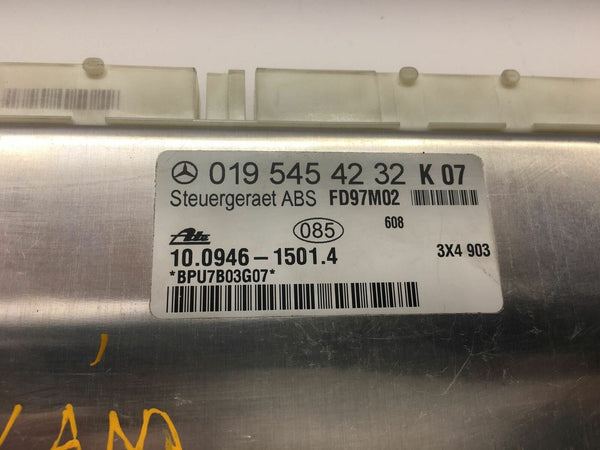 019 545 42 32 K 07
Steuergeraet ABS FD97M02
608
Ate 085
10.0946-1501.4 3X4 903
*BPU7B03G07*